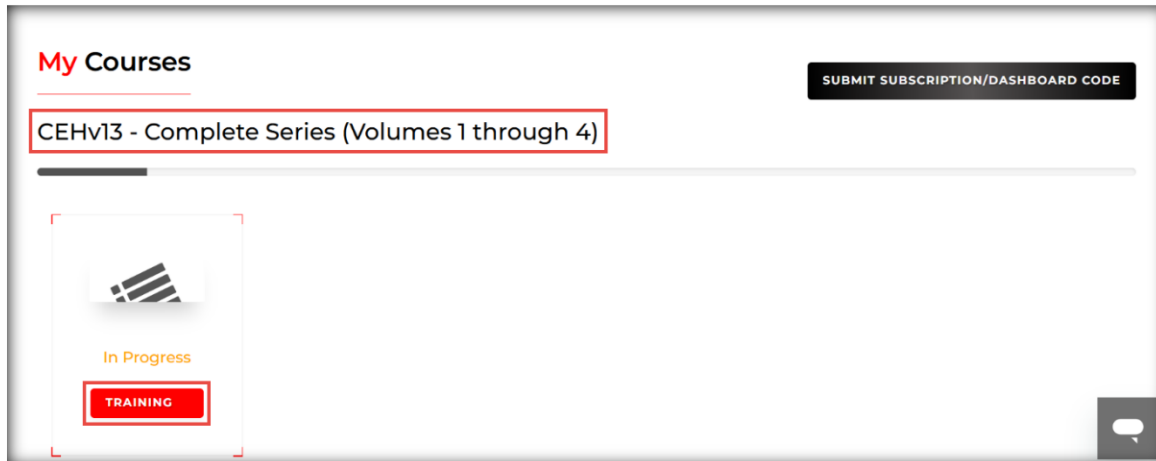 My Courses
SUBMIT SUBSCRIPTION/DASHBOARD CODE
CEHv13 - Complete Series (Volumes 1 through 4)
In Progress
TRAINING